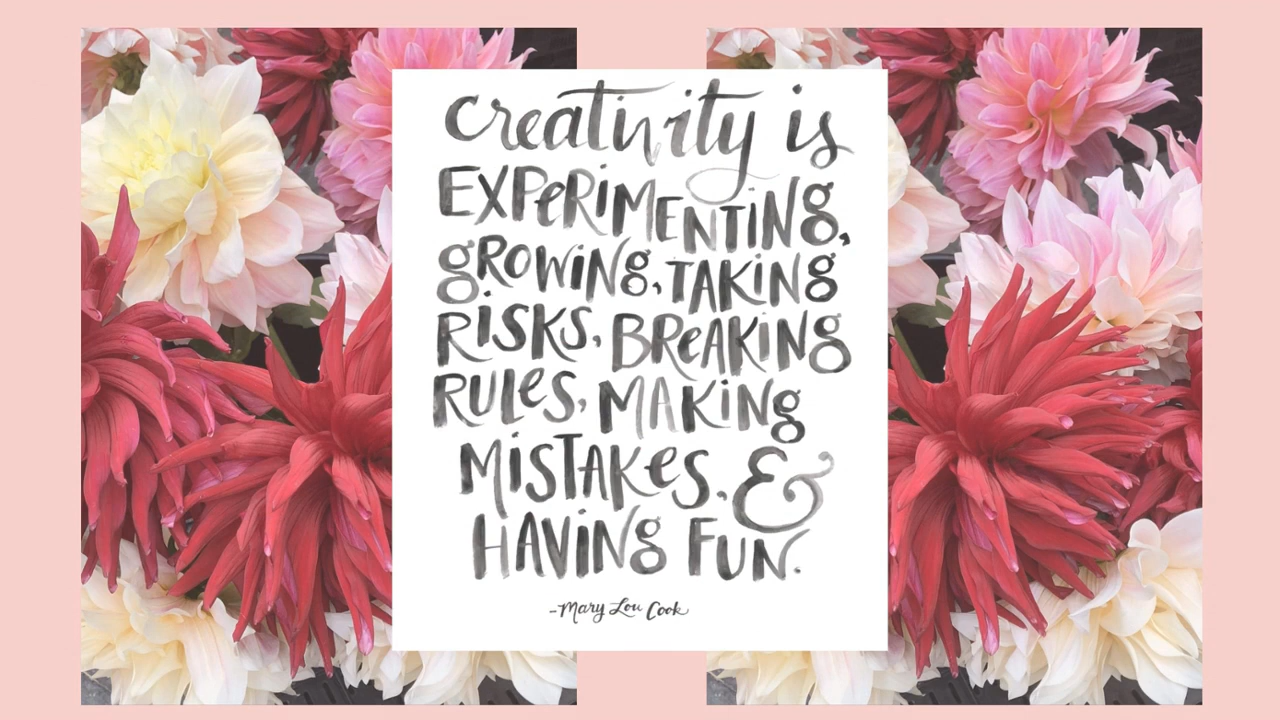 creativity is
EXPeRiMENTiNg,
gROWiNg, TAKiNg
RiSKS, BReAKiNg
RULeS, MAKiNg
MiSTAKeS, &
HAViNg FUN.
-Mary Lou Cook